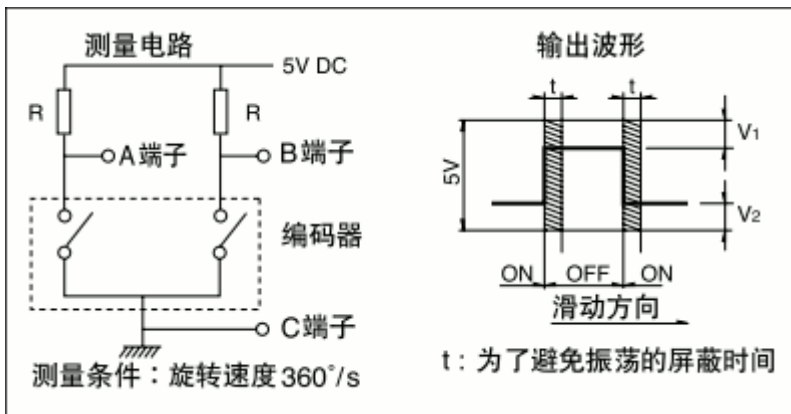 测量电路
5V DC
R
R
A端子
B端子
编码器
C端子
测量条件：旋转速度360°/s
输出波形
t
t
V1
5V
V2
ON
OFF
ON
滑动方向
t：为了避免振荡的屏蔽时间